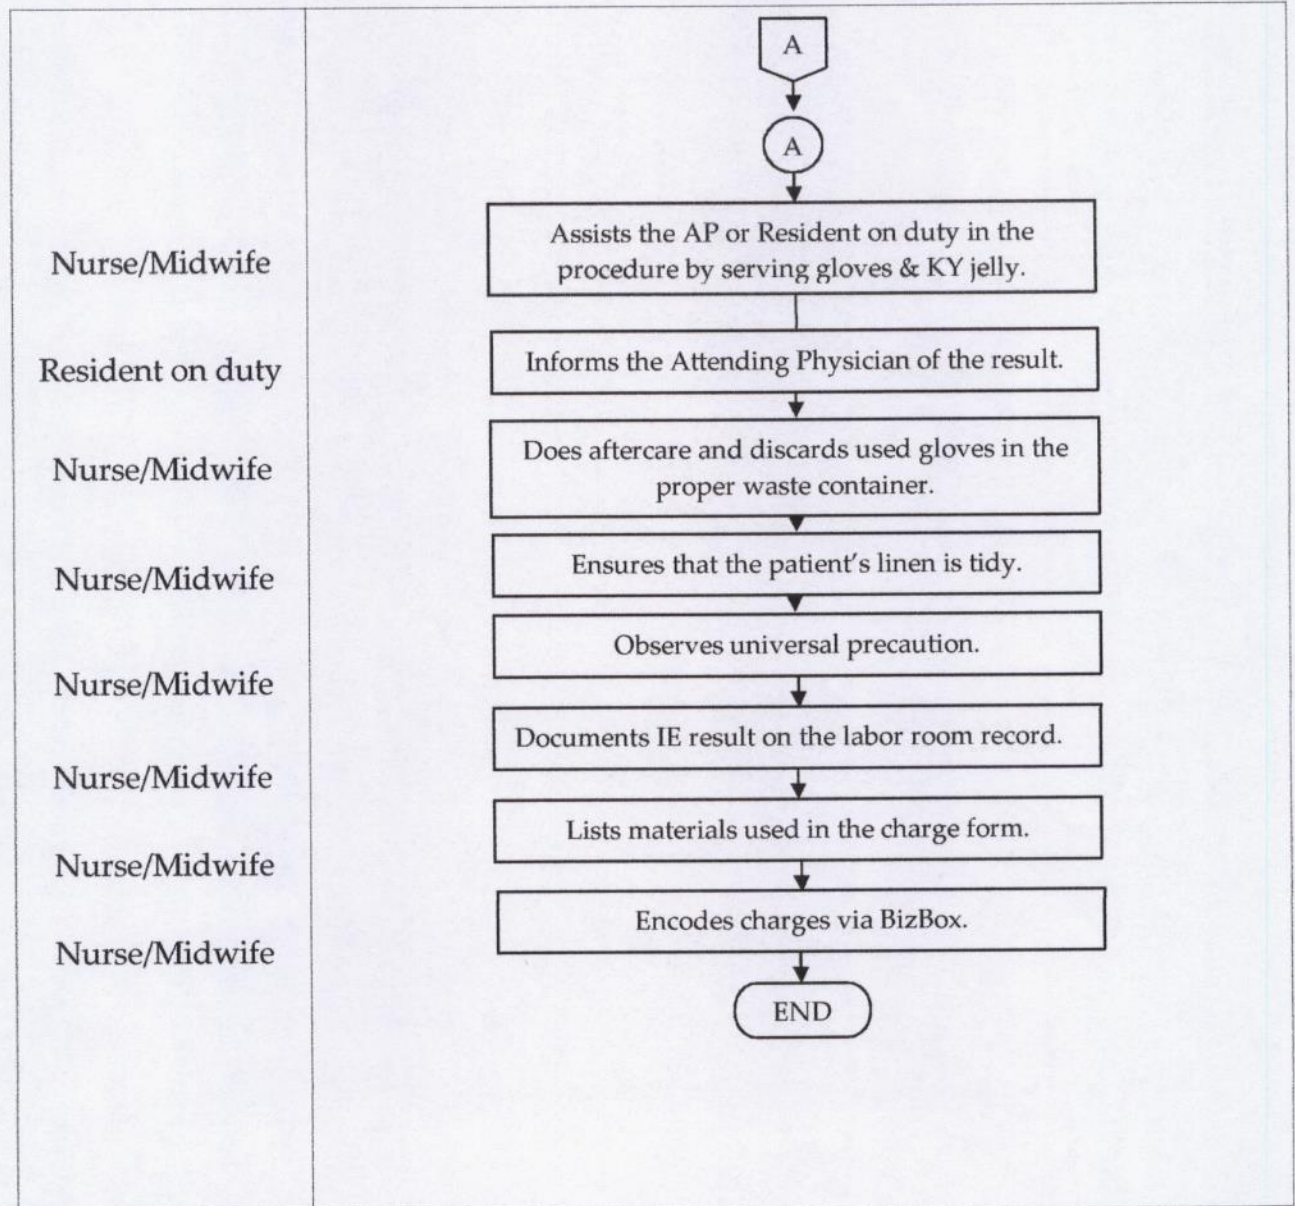 A
A
Nurse/Midwife
Assists the AP or Resident on duty in the
procedure by serving gloves & KY jelly.
Resident on duty
Informs the Attending Physician of the result.
Nurse/Midwife
Does aftercare and discards used gloves in the
proper waste container.
Nurse/Midwife
Ensures that the patient's linen is tidy.
Nurse/Midwife
Observes universal precaution.
Nurse/Midwife
Documents IE result on the labor room record.
Nurse/Midwife
Lists materials used in the charge form.
Nurse/Midwife
Encodes charges via BizBox.
END